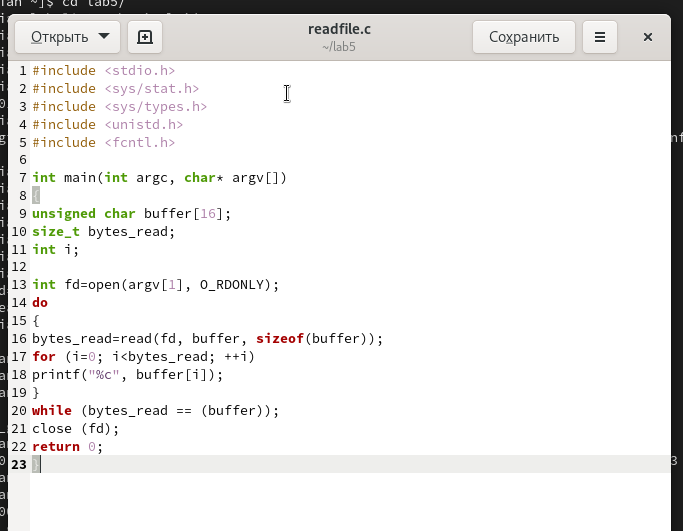 ian ~]$ cd lab5/
Открыть
readfile.c
~/lab5
Сохранить
1 #include <stdio.h>
2 #include <sys/stat.h>
3 #include <sys/types.h>
4 #include <unistd.h>
5 #include <fcntl.h>
6
7 int main(int argc, char* argv[])
8 {
9 unsigned char buffer[16];
10 size_t bytes_read;
11 int i;
12
13 int fd=open(argv[1], O_RDONLY);
14 do
15 {
16 bytes_read=read(fd, buffer, sizeof(buffer));
17 for (i=0; i<bytes_read; ++i)
18 printf("%c", buffer[i]);
19 }
20 while (bytes_read == (buffer));
21 close (fd);
22 return 0;
23 }